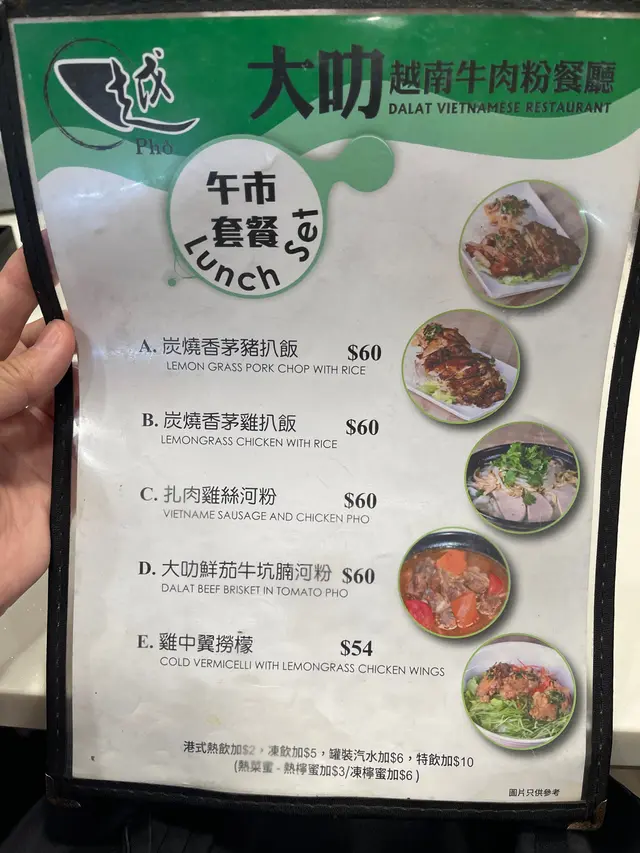 越
Phở
大叻越南牛肉粉餐廳
DALAT VIETNAMESE RESTAURANT
午市
套餐
Lunch Set
A. 炭燒香茅豬扒飯 $60
LEMON GRASS PORK CHOP WITH RICE
B. 炭燒香茅雞扒飯 $60
LEMONGRASS CHICKEN WITH RICE
C. 扎肉雞絲河粉 $60
VIETNAME SAUSAGE AND CHICKEN PHO
D. 大叻鮮茄牛坑腩河粉 $60
DALAT BEEF BRISKET IN TOMATO PHO
E. 雞中翼撈檬 $54
COLD VERMICELLI WITH LEMONGRASS CHICKEN WINGS
港式熱飲加$2，凍飲加$5，罐裝汽水加$6，特飲加$10
(熱菜蜜 - 熱檸蜜加$3/凍檸蜜加$6 )
圖片只供參考